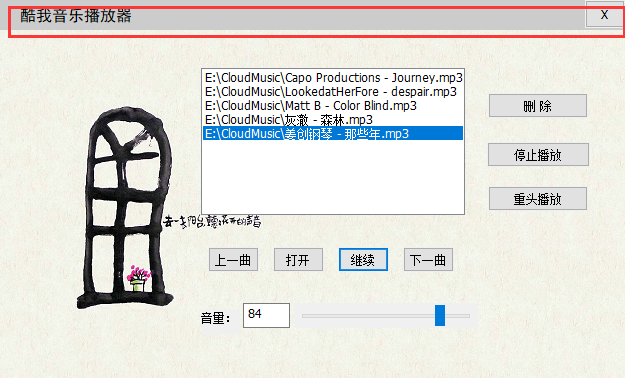 酷我音乐播放器
X
E:\CloudMusic\Capo Productions - Journey.mp3
E:\CloudMusic\LookedatHerFore - despair.mp3
E:\CloudMusic\Matt B - Color Blind.mp3
E:\CloudMusic\灰澈 - 森林.mp3
E:\CloudMusic\姜创钢琴 - 那些年.mp3
删 除
停止播放
重头播放
上一曲
打开
继续
下一曲
音量:
84